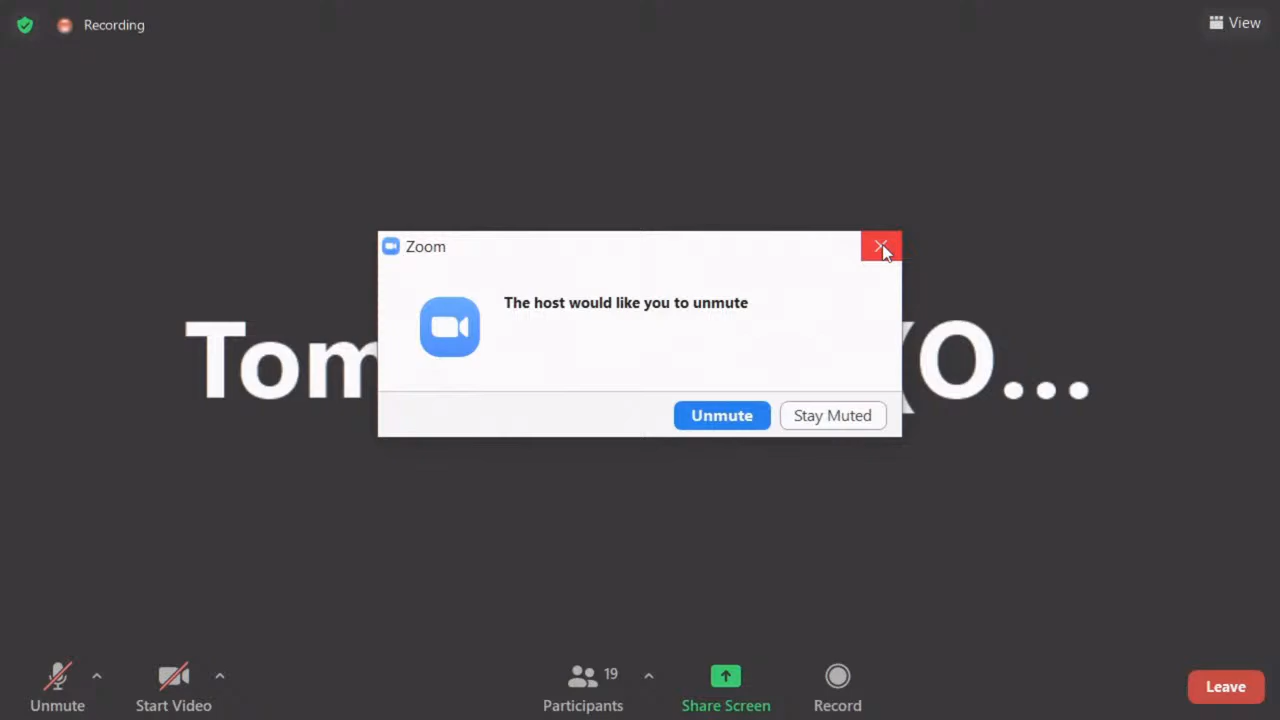 Recording
View
Zoom
The host would like you to unmute
Tom
(O...
Unmute
Stay Muted
Unmute
Start Video
Participants
19
Share Screen
Record
Leave